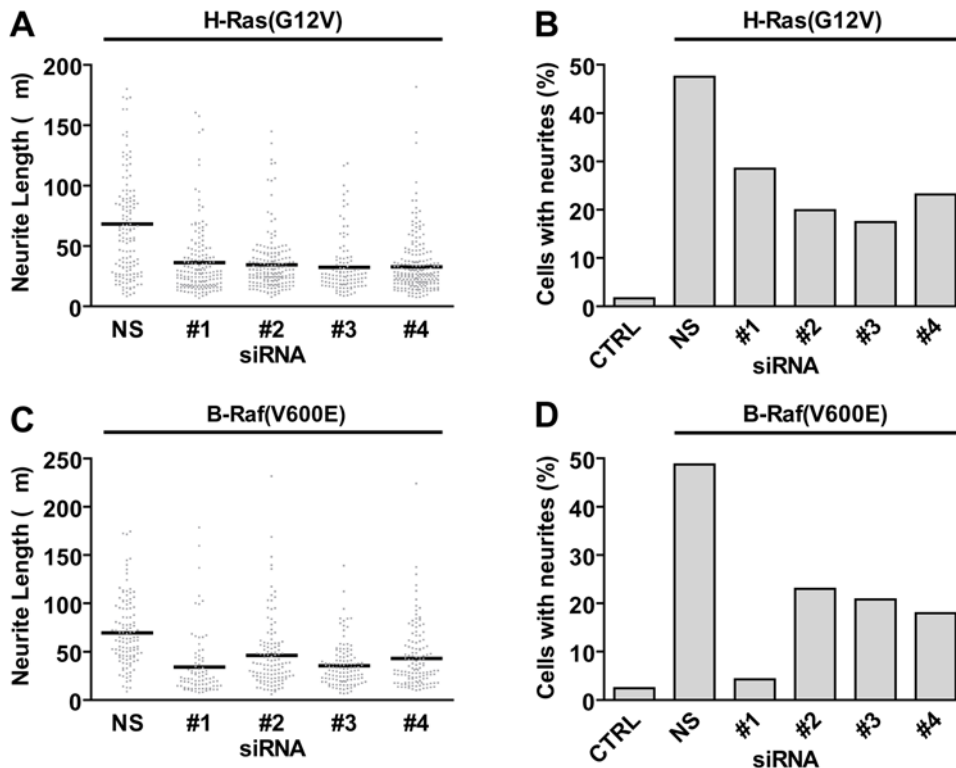 A
H-Ras(G12V)
Neurite Length ( m)
200
150
100
50
0
NS #1 #2 #3 #4
siRNA
B
H-Ras(G12V)
Cells with neurites (%)
50
40
30
20
10
0
CTRL NS #1 #2 #3 #4
siRNA
C
B-Raf(V600E)
Neurite Length ( m)
250
200
150
100
50
0
NS #1 #2 #3 #4
siRNA
D
B-Raf(V600E)
Cells with neurites (%)
50
40
30
20
10
0
CTRL NS #1 #2 #3 #4
siRNA